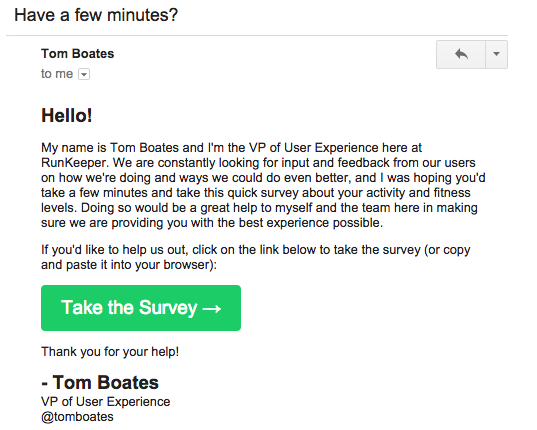 Have a few minutes?
Tom Boates
to me
Hello!
My name is Tom Boates and I'm the VP of User Experience here at
RunKeeper. We are constantly looking for input and feedback from our users
on how we're doing and ways we could do even better, and I was hoping you'd
take a few minutes and take this quick survey about your activity and fitness
levels. Doing so would be a great help to myself and the team here in making
sure we are providing you with the best experience possible.
If you'd like to help us out, click on the link below to take the survey (or copy
and paste it into your browser):
Take the Survey →
Thank you for your help!
- Tom Boates
VP of User Experience
@tomboates